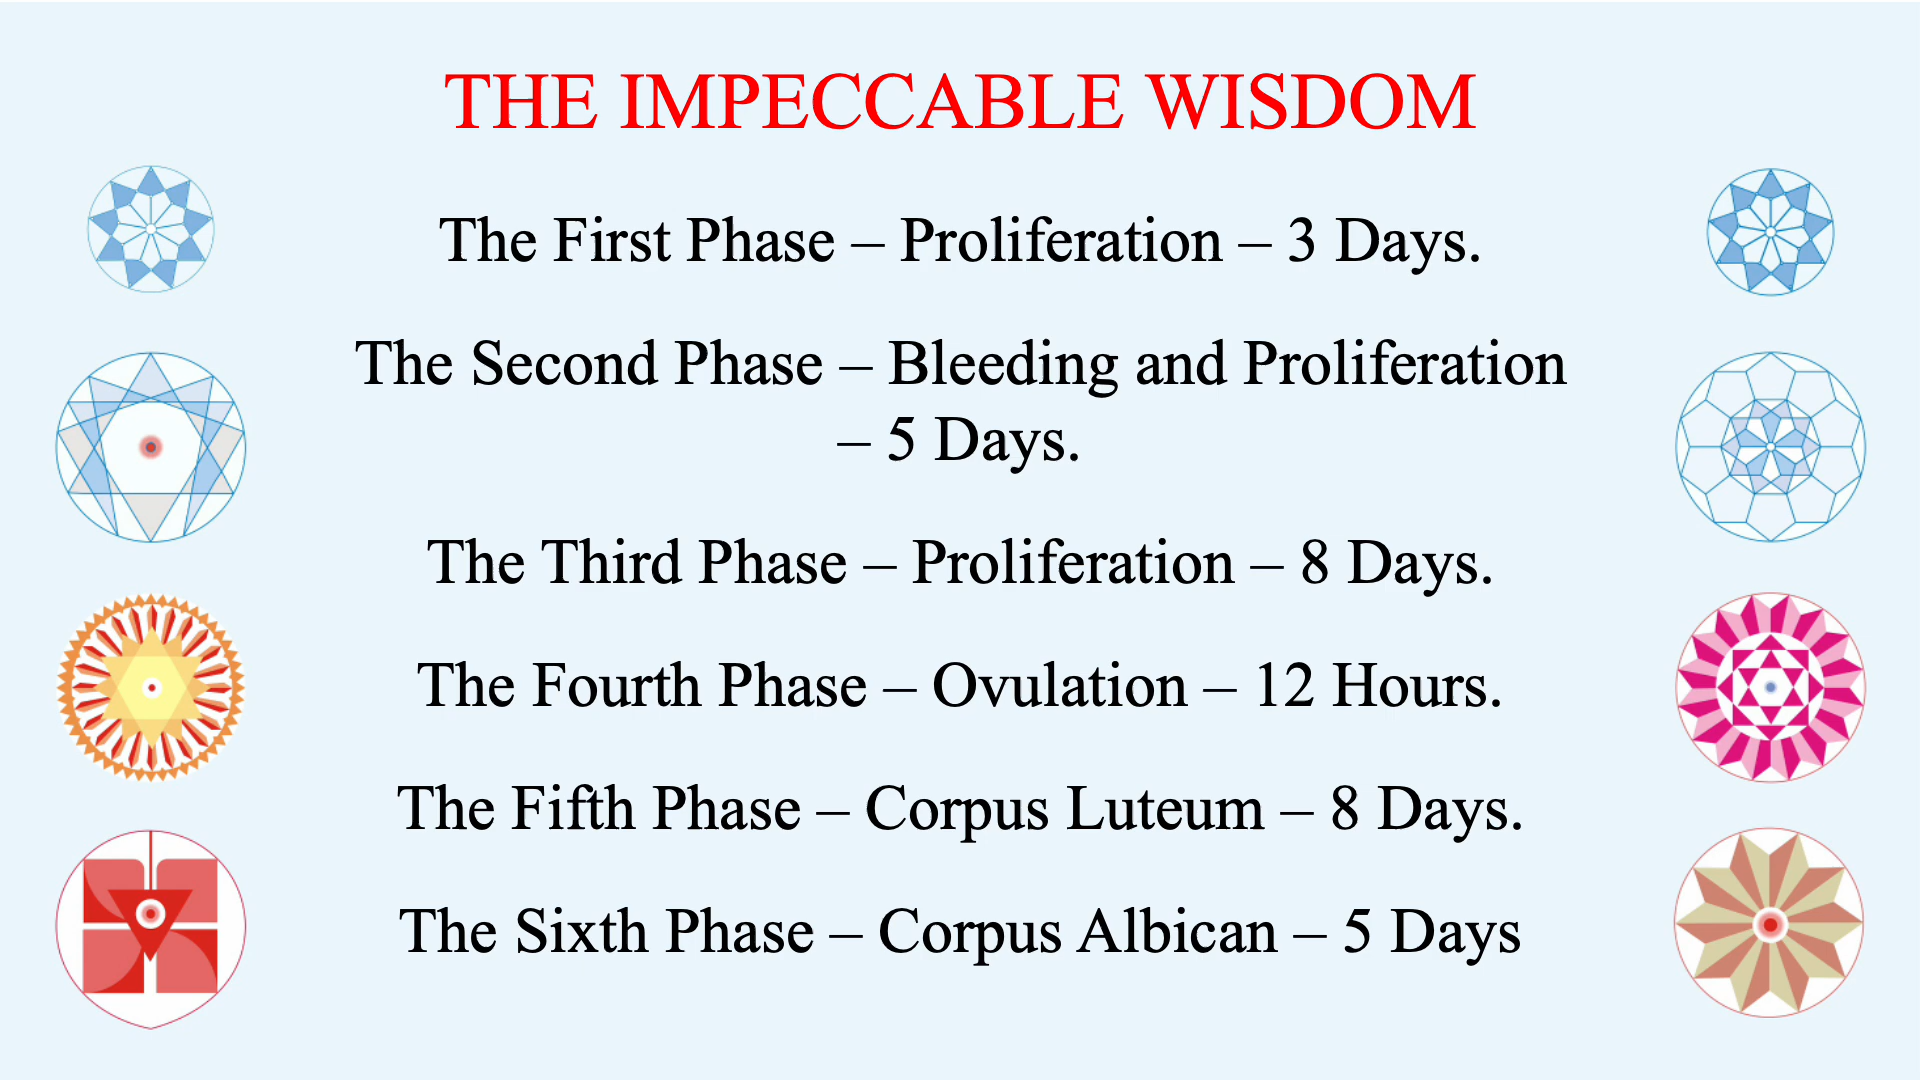 THE IMPECCABLE WISDOM
The First Phase – Proliferation – 3 Days.
The Second Phase – Bleeding and Proliferation
– 5 Days.
The Third Phase – Proliferation – 8 Days.
The Fourth Phase – Ovulation – 12 Hours.
The Fifth Phase – Corpus Luteum – 8 Days.
The Sixth Phase – Corpus Albican – 5 Days